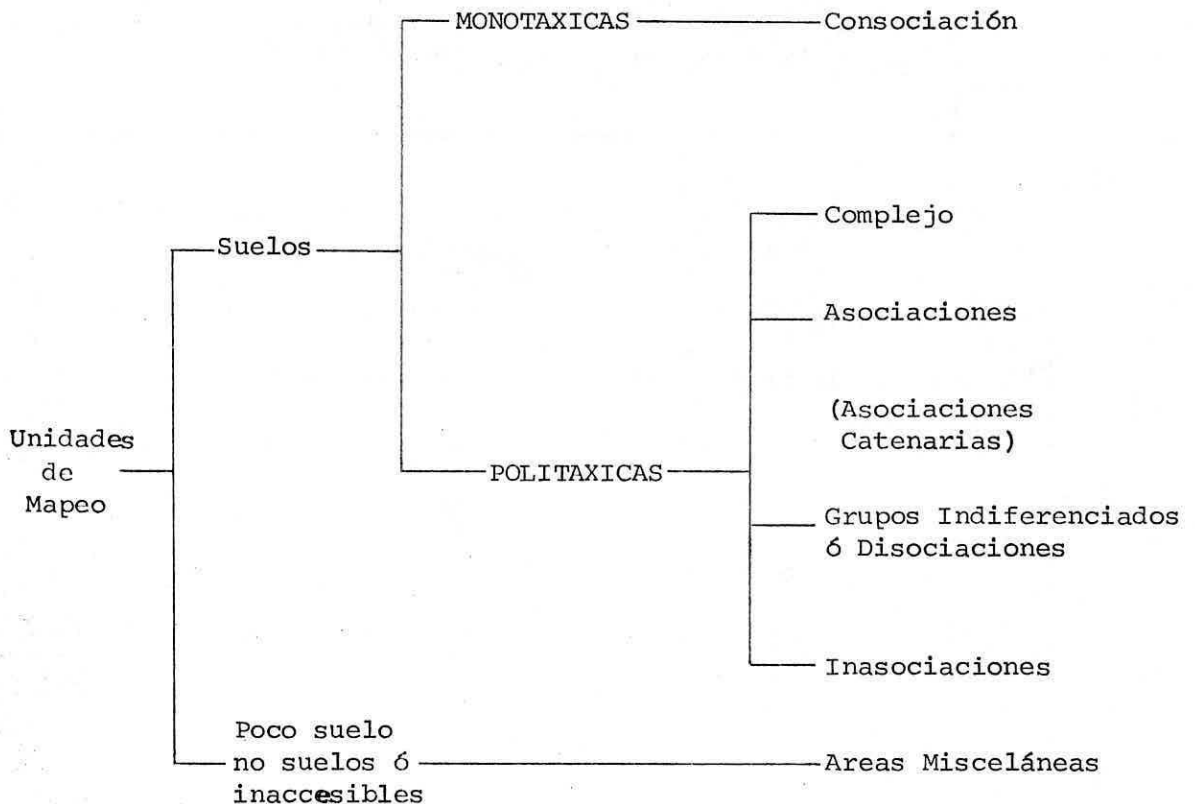 MONOTAXICAS
Consociación
Suelos
Complejo
Asociaciones
(Asociaciones
Catenarias)
Unidades
de
Mapeo
POLITAXICAS
Grupos Indiferenciados
ó Disociaciones
Inasociaciones
Poco suelo
no suelos ó
inaccesibles
Areas Misceláneas